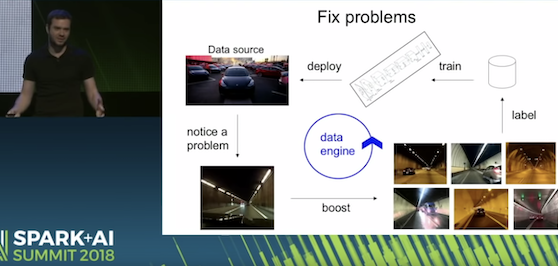 Fix problems
Data source
deploy
train
label
notice a
problem
data
engine
boost
SPARK+AI
SUMMIT 2018